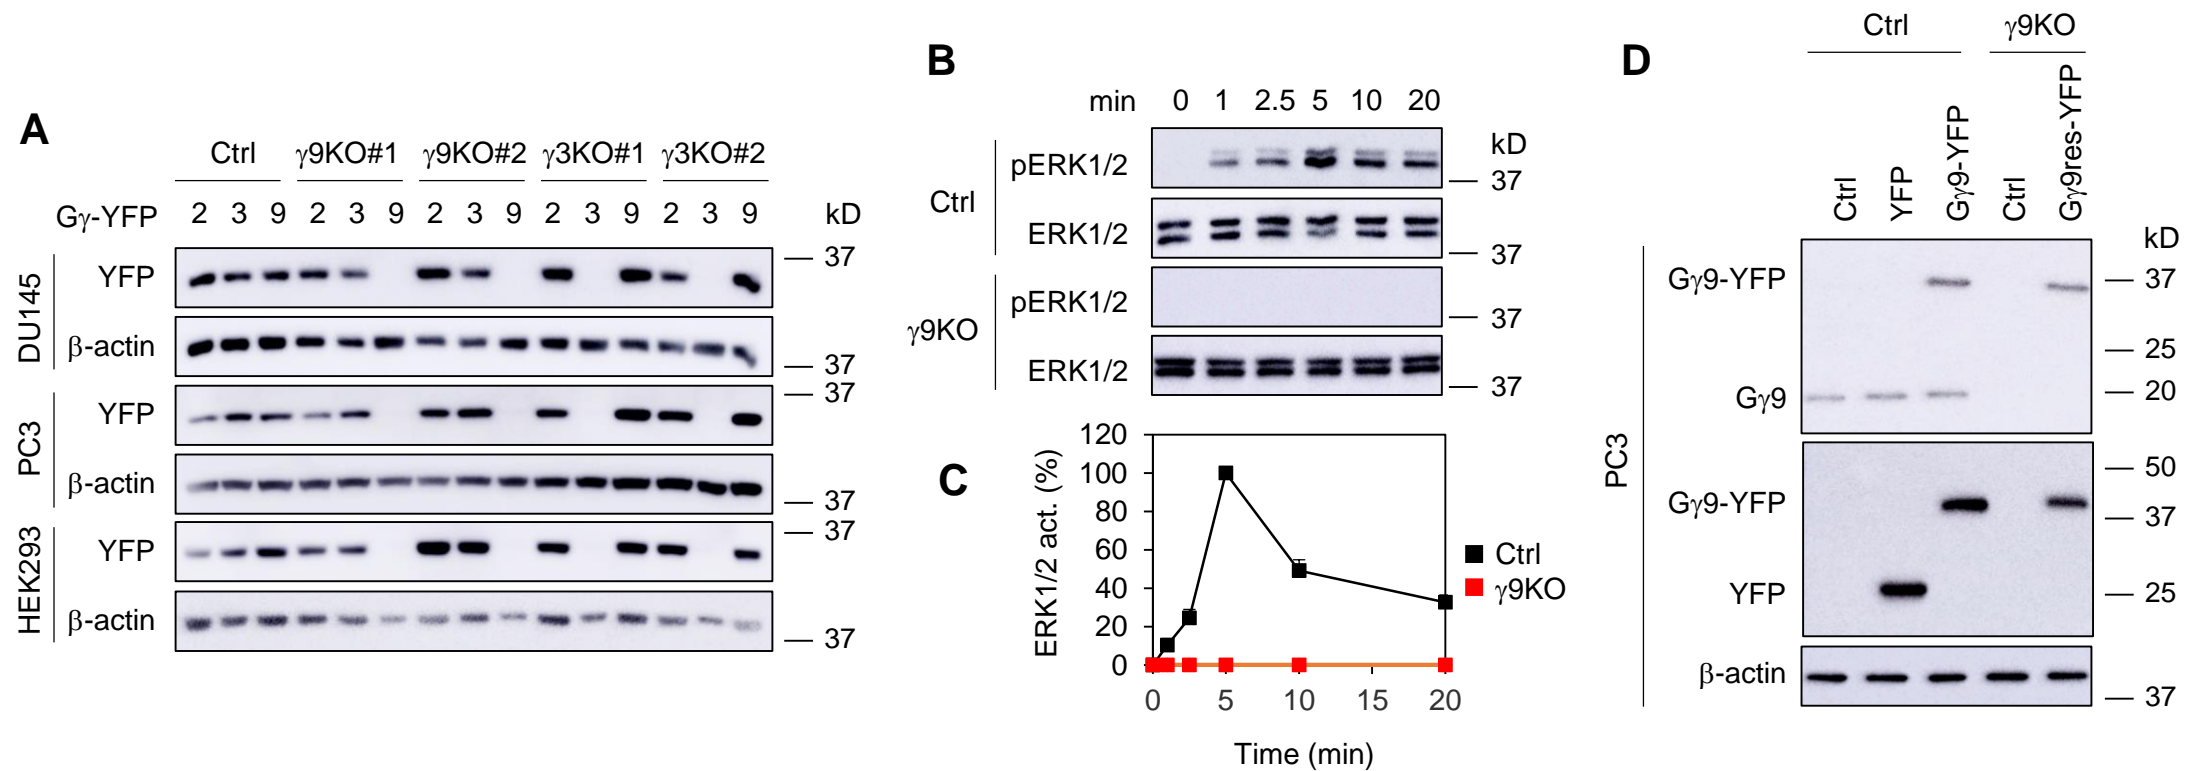 A
Ctrl γ9KO#1 γ9KO#2 γ3KO#1 γ3KO#2
Gγ-YFP 2 3 9 2 3 9 2 3 9 2 3 9 2 3 9 kD
DU145
YFP 37
β-actin 37
PC3
YFP 37
β-actin 37
HEK293
YFP 37
β-actin 37
B
min 0 1 2.5 5 10 20
kD
Ctrl
pERK1/2 37
ERK1/2 37
γ9KO
pERK1/2 37
ERK1/2 37
C
ERK1/2 act. (%)
120
100
80
60
40
20
0
0 5 10 15 20
Time (min)
Ctrl
γ9KO
D
Ctrl γ9KO
Ctrl YFP Gγ9-YFP Ctrl Gγ9res-YFP
kD
PC3
Gγ9-YFP 37
25
Gγ9 20
50
Gγ9-YFP 37
YFP 25
β-actin 37